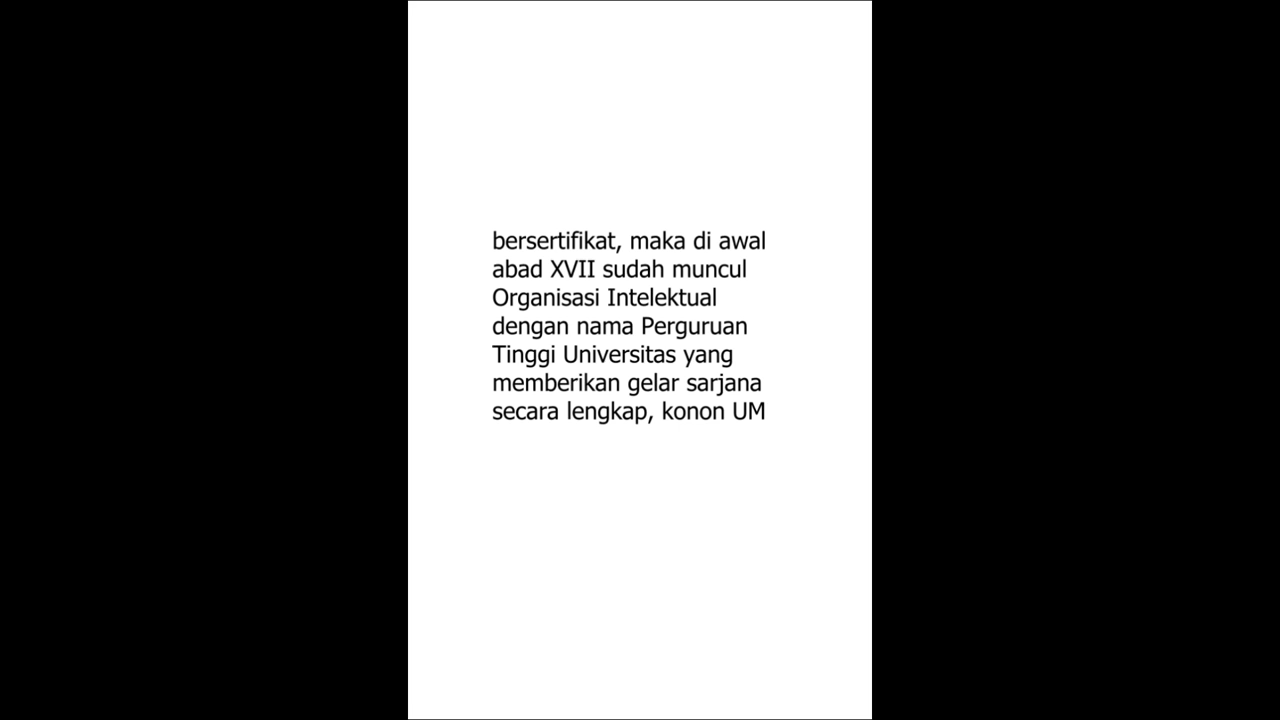 bersertifikat, maka di awal
abad XVII sudah muncul
Organisasi Intelektual
dengan nama Perguruan
Tinggi Universitas yang
memberikan gelar sarjana
secara lengkap, konon UM